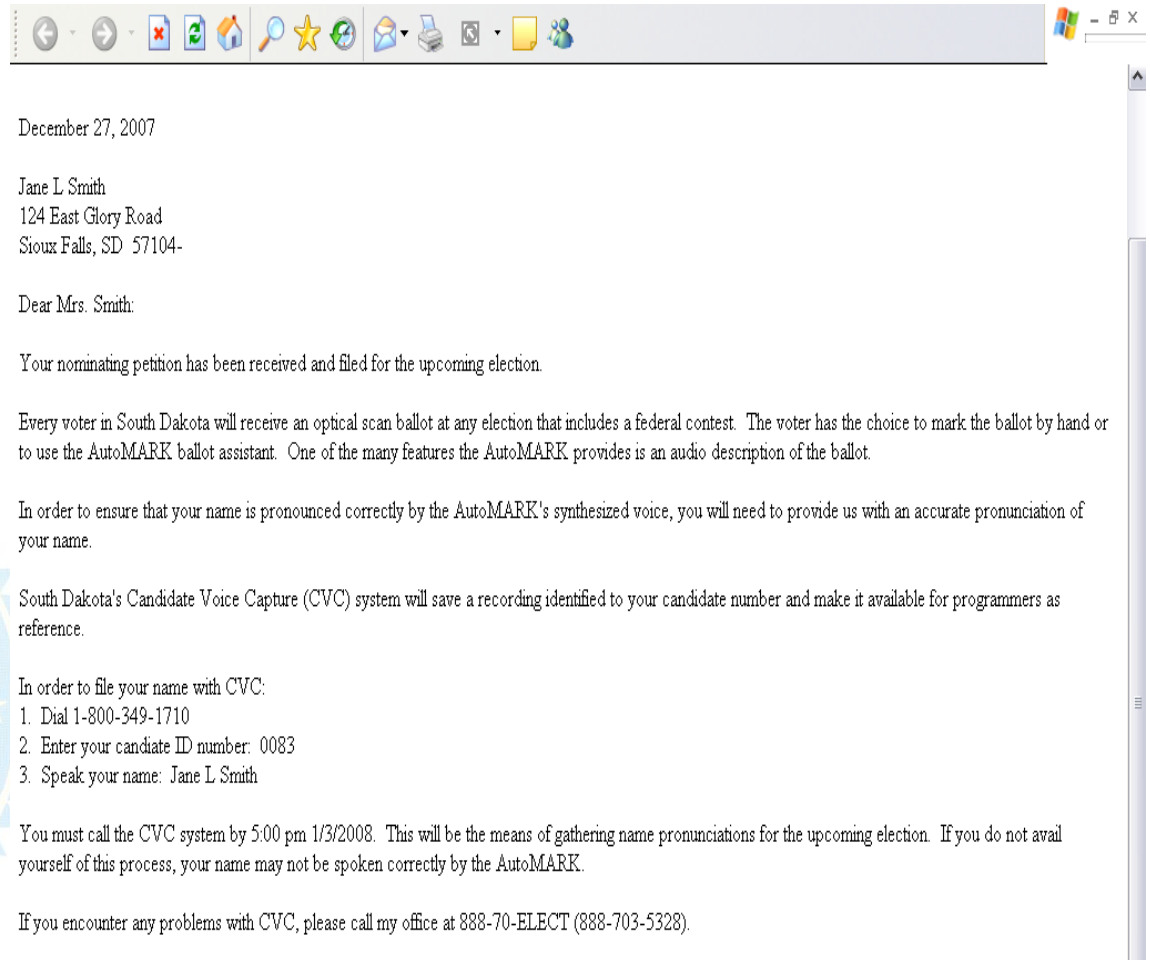 December 27, 2007
Jane L Smith
124 East Glory Road
Sioux Falls, SD  57104-
Dear Mrs. Smith:
Your nominating petition has been received and filed for the upcoming election.
Every voter in South Dakota will receive an optical scan ballot at any election that includes a federal contest.  The voter has the choice to mark the ballot by hand or
to use the AutoMARK ballot assistant.  One of the many features the AutoMARK provides is an audio description of the ballot.
In order to ensure that your name is pronounced correctly by the AutoMARK's synthesized voice, you will need to provide us with an accurate pronunciation of
your name.
South Dakota's Candidate Voice Capture (CVC) system will save a recording identified to your candidate number and make it available for programmers as
reference.
In order to file your name with CVC:
1.  Dial 1-800-349-1710
2.  Enter your candiate ID number:  0083
3.  Speak your name:  Jane L Smith
You must call the CVC system by 5:00 pm 1/3/2008.  This will be the means of gathering name pronunciations for the upcoming election.  If you do not avail
yourself of this process, your name may not be spoken correctly by the AutoMARK.
If you encounter any problems with CVC, please call my office at 888-70-ELECT (888-703-5328).